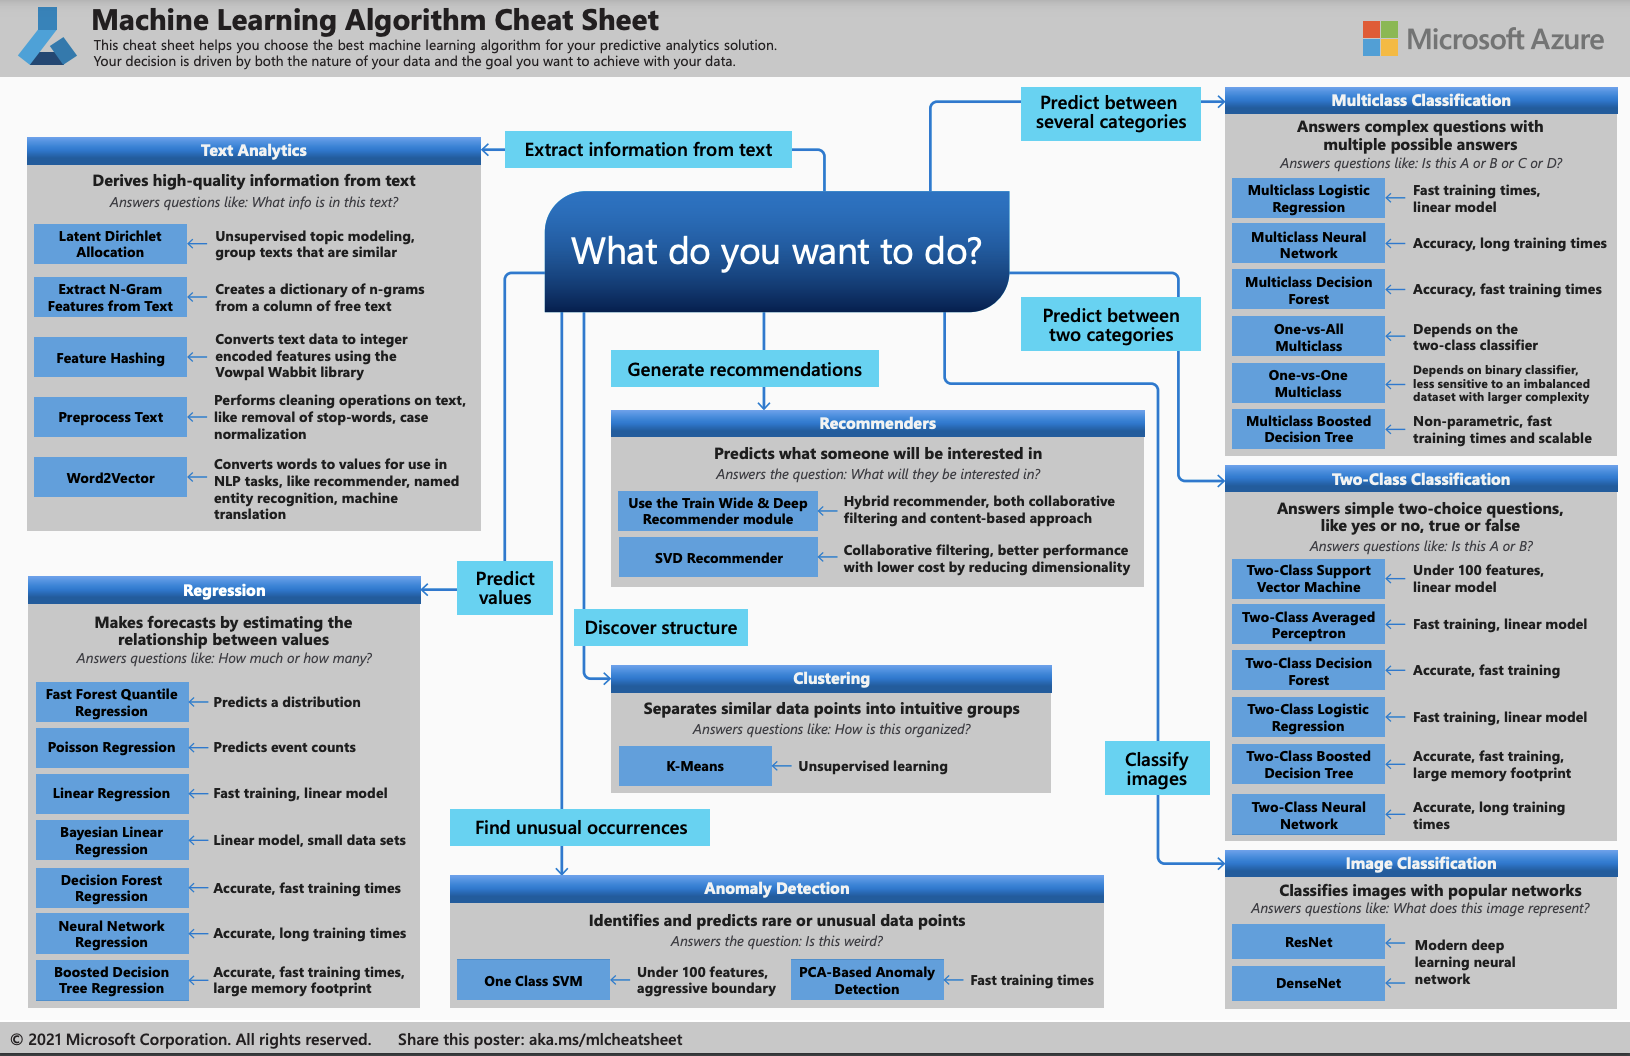 Machine Learning Algorithm Cheat Sheet
This cheat sheet helps you choose the best machine learning algorithm for your predictive analytics solution.
Your decision is driven by both the nature of your data and the goal you want to achieve with your data.
Microsoft Azure
What do you want to do?
Extract information from text
Text Analytics
Derives high-quality information from text
Answers questions like: What info is in this text?
Latent Dirichlet
Allocation
Unsupervised topic modeling,
group texts that are similar
Extract N-Gram
Features from Text
Creates a dictionary of n-grams
from a column of free text
Feature Hashing
Converts text data to integer
encoded features using the
Vowpal Wabbit library
Preprocess Text
Performs cleaning operations on text,
like removal of stop-words, case
normalization
Word2Vector
Converts words to values for use in
NLP tasks, like recommender, named
entity recognition, machine
translation
Predict
values
Regression
Makes forecasts by estimating the
relationship between values
Answers questions like: How much or how many?
Fast Forest Quantile
Regression
Predicts a distribution
Poisson Regression
Predicts event counts
Linear Regression
Fast training, linear model
Bayesian Linear
Regression
Linear model, small data sets
Decision Forest
Regression
Accurate, fast training times
Neural Network
Regression
Accurate, long training times
Boosted Decision
Tree Regression
Accurate, fast training times,
large memory footprint
Generate recommendations
Recommenders
Predicts what someone will be interested in
Answers the question: What will they be interested in?
Use the Train Wide & Deep
Recommender module
Hybrid recommender, both collaborative
filtering and content-based approach
SVD Recommender
Collaborative filtering, better performance
with lower cost by reducing dimensionality
Discover structure
Clustering
Separates similar data points into intuitive groups
Answers questions like: How is this organized?
K-Means
Unsupervised learning
Find unusual occurrences
Anomaly Detection
Identifies and predicts rare or unusual data points
Answers the question: Is this weird?
One Class SVM
Under 100 features,
aggressive boundary
PCA-Based Anomaly
Detection
Fast training times
Predict between
several categories
Multiclass Classification
Answers complex questions with
multiple possible answers
Answers questions like: Is this A or B or C or D?
Multiclass Logistic
Regression
Fast training times,
linear model
Multiclass Neural
Network
Accuracy, long training times
Multiclass Decision
Forest
Accuracy, fast training times
One-vs-All
Multiclass
Depends on the
two-class classifier
One-vs-One
Multiclass
Depends on binary classifier,
less sensitive to an imbalanced
dataset with larger complexity
Multiclass Boosted
Decision Tree
Non-parametric, fast
training times and scalable
Predict between
two categories
Two-Class Classification
Answers simple two-choice questions,
like yes or no, true or false
Answers questions like: Is this A or B?
Two-Class Support
Vector Machine
Under 100 features,
linear model
Two-Class Averaged
Perceptron
Fast training, linear model
Two-Class Decision
Forest
Accurate, fast training
Two-Class Logistic
Regression
Fast training, linear model
Two-Class Boosted
Decision Tree
Accurate, fast training,
large memory footprint
Two-Class Neural
Network
Accurate, long training
times
Classify
images
Image Classification
Classifies images with popular networks
Answers questions like: What does this image represent?
ResNet
DenseNet
Modern deep
learning neural
network
© 2021 Microsoft Corporation. All rights reserved. Share this poster: aka.ms/mlcheatsheet